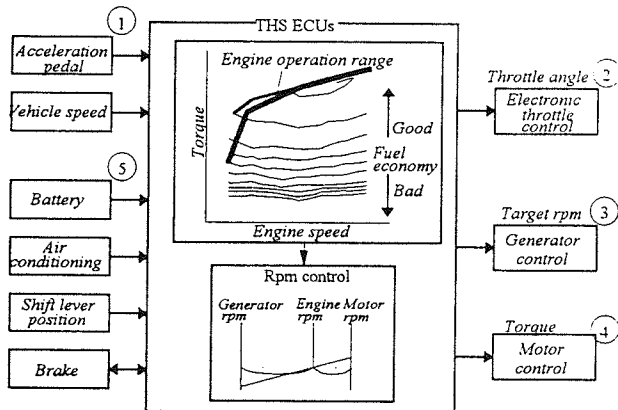 THS ECUs
1
Acceleration
pedal
Vehicle speed
5
Battery
Air
conditioning
Shift lever
position
Brake
Engine operation range
Torque
Good
Fuel
economy
Bad
Engine speed
Rpm control
Generator Engine Motor
rpm rpm rpm
Throttle angle 2
Electronic
throttle
control
Target rpm 3
Generator
control
Torque 4
Motor
control